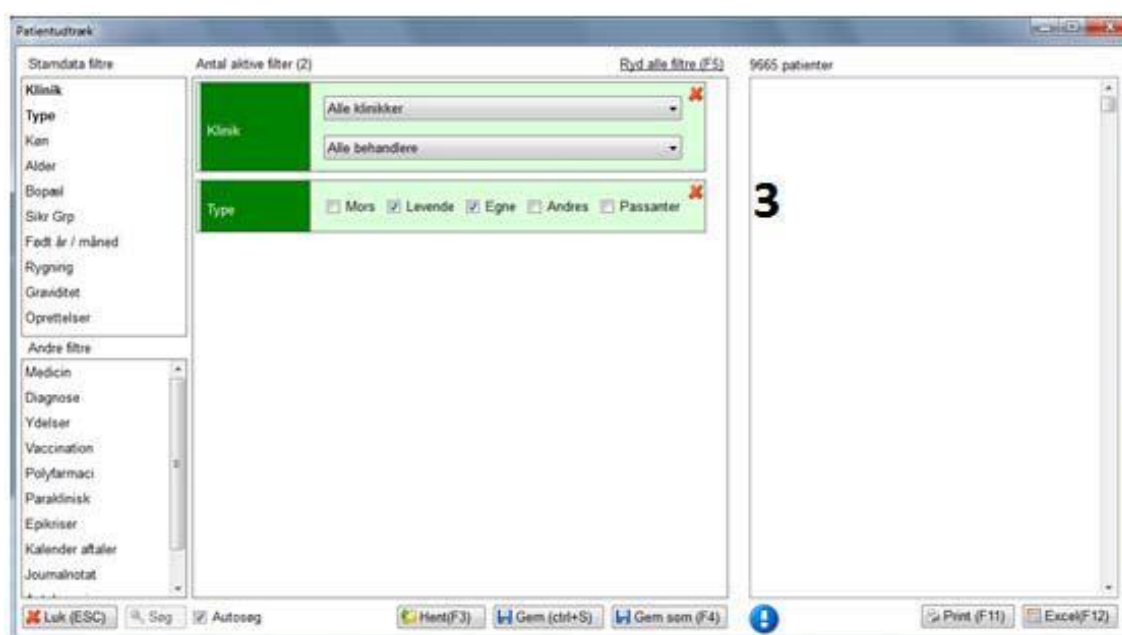 Patientudtræk
Stamdata filtre
Antal aktive filter (2)
Ryd alle filtre (F5)
9665 patienter
Klinik
Type
Køn
Alder
Bopæl
Sikr Grp
Født år / måned
Rygning
Graviditet
Oprettelser
Andre filtre
Medicin
Diagnose
Ydelser
Vaccination
Polyfarmaci
Paraklinisk
Epikriser
Kalender aftaler
Journalnotat
Klinik
Alle klinikker
Alle behandlere
Type
Mors Levende Egne Andres Passanter
3
Luk (ESC)
Søg
Autosøg
Hent(F3)
Gem (ctrl+S)
Gem som (F4)
Print (F11)
Excel(F12)